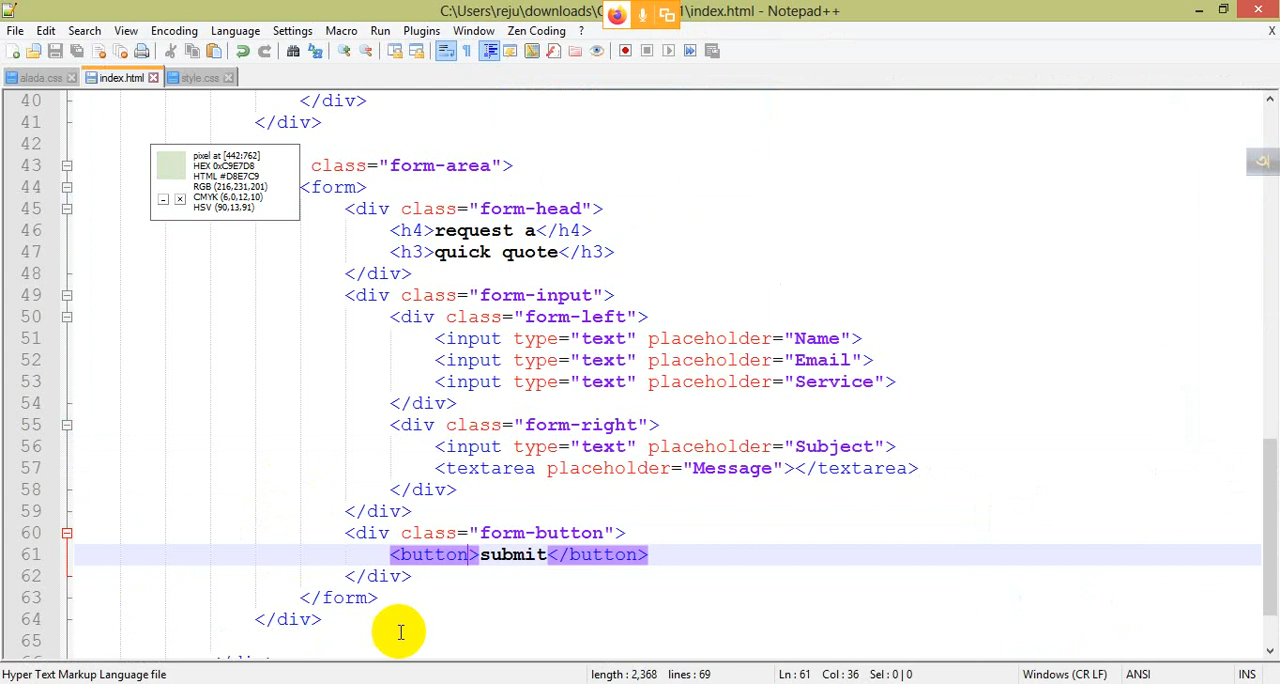 C:\Users\reju\downloads\C 1\index.html - Notepad++
File Edit Search View Encoding Language Settings Macro Run Plugins Window Zen Coding ?
X
alada.css index.html style.css
40 </div>
41 </div>
42
43 class="form-area">
44 <form>
45 <div class="form-head">
46 <h4>request a</h4>
47 <h3>quick quote</h3>
48 </div>
49 <div class="form-input">
50 <div class="form-left">
51 <input type="text" placeholder="Name">
52 <input type="text" placeholder="Email">
53 <input type="text" placeholder="Service">
54 </div>
55 <div class="form-right">
56 <input type="text" placeholder="Subject">
57 <textarea placeholder="Message"></textarea>
58 </div>
59 </div>
60 <div class="form-button">
61 <button>submit</button>
62 </div>
63 </form>
64 </div>
65
pixel at [442:762]
HEX 0xC9E7D8
HTML #D8E7C9
RGB (216,231,201)
CMYK (6,0,12,10)
HSV (90,13,91)
Hyper Text Markup Language file length : 2,368 lines : 69 Ln : 61 Col : 36 Sel : 0 | 0 Windows (CR LF) ANSI INS